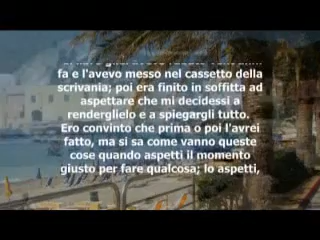 fa e l'avevo messo nel cassetto della
scrivania; poi era finito in soffitta ad
aspettare che mi decidessi a
renderglielo e a spiegargli tutto.
Ero convinto che prima o poi l'avrei
fatto, ma si sa come vanno queste
cose quando aspetti il momento
giusto per fare qualcosa; lo aspetti,